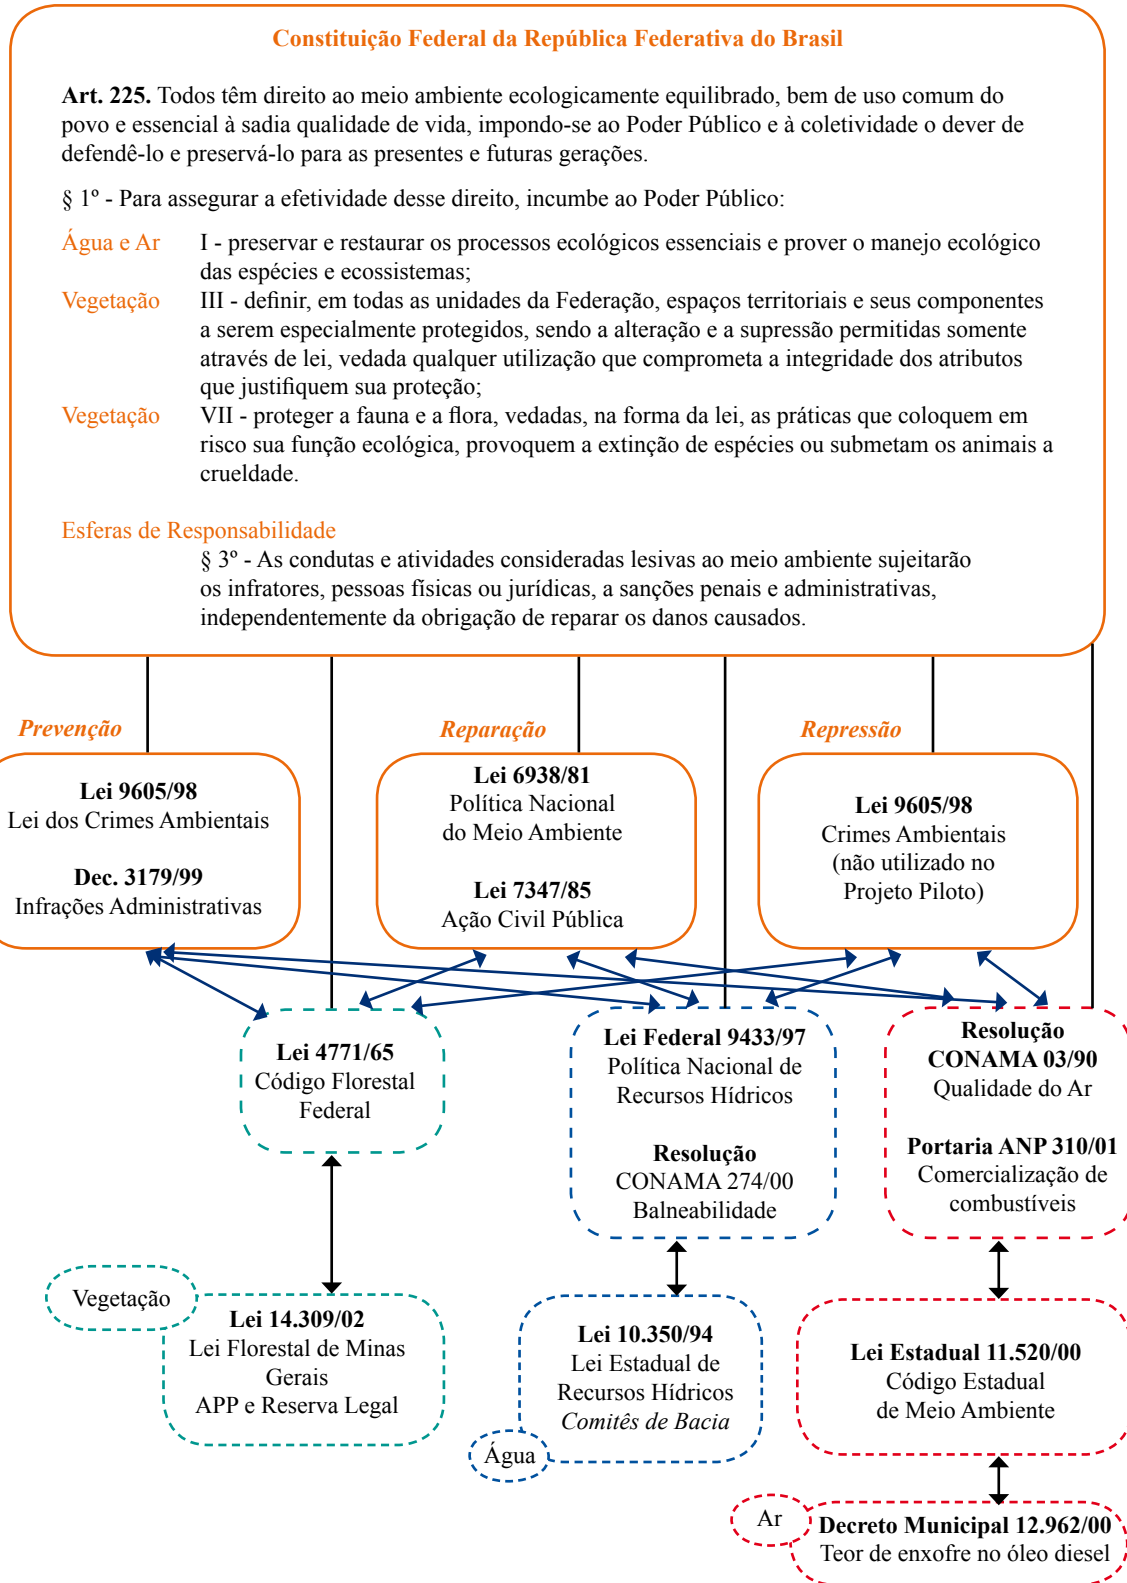 Constituição Federal da República Federativa do Brasil
Art. 225. Todos têm direito ao meio ambiente ecologicamente equilibrado, bem de uso comum do
povo e essencial à sadia qualidade de vida, impondo-se ao Poder Público e à coletividade o dever de
defendê-lo e preservá-lo para as presentes e futuras gerações.
§ 1º - Para assegurar a efetividade desse direito, incumbe ao Poder Público:
Água e Ar I - preservar e restaurar os processos ecológicos essenciais e prover o manejo ecológico
das espécies e ecossistemas;
Vegetação III - definir, em todas as unidades da Federação, espaços territoriais e seus componentes
a serem especialmente protegidos, sendo a alteração e a supressão permitidas somente
através de lei, vedada qualquer utilização que comprometa a integridade dos atributos
que justifiquem sua proteção;
Vegetação VII - proteger a fauna e a flora, vedadas, na forma da lei, as práticas que coloquem em
risco sua função ecológica, provoquem a extinção de espécies ou submetam os animais a
crueldade.
Esferas de Responsabilidade
§ 3º - As condutas e atividades consideradas lesivas ao meio ambiente sujeitarão
os infratores, pessoas físicas ou jurídicas, a sanções penais e administrativas,
independentemente da obrigação de reparar os danos causados.
Prevenção
Lei 9605/98
Lei dos Crimes Ambientais
Dec. 3179/99
Infrações Administrativas
Reparação
Lei 6938/81
Política Nacional
do Meio Ambiente
Lei 7347/85
Ação Civil Pública
Repressão
Lei 9605/98
Crimes Ambientais
(não utilizado no
Projeto Piloto)
Lei 4771/65
Código Florestal
Federal
Lei Federal 9433/97
Política Nacional de
Recursos Hídricos
Resolução
CONAMA 274/00
Balneabilidade
Resolução
CONAMA 03/90
Qualidade do Ar
Portaria ANP 310/01
Comercialização de
combustíveis
Vegetação
Lei 14.309/02
Lei Florestal de Minas
Gerais
APP e Reserva Legal
Lei 10.350/94
Lei Estadual de
Recursos Hídricos
Comitês de Bacia
Água
Lei Estadual 11.520/00
Código Estadual
de Meio Ambiente
Ar
Decreto Municipal 12.962/00
Teor de enxofre no óleo diesel